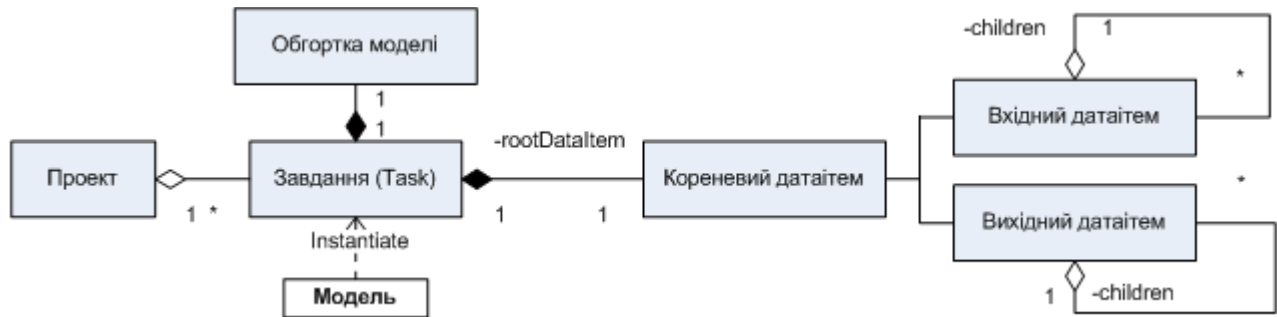 Обгортка моделі
1
1
Проект
1 *
Завдання (Task)
-rootDataItem
1
1
Кореневий датаітем
Instantiate
Модель
-children
1
*
Вхідний датаітем
*
Вихідний датаітем
1
-children